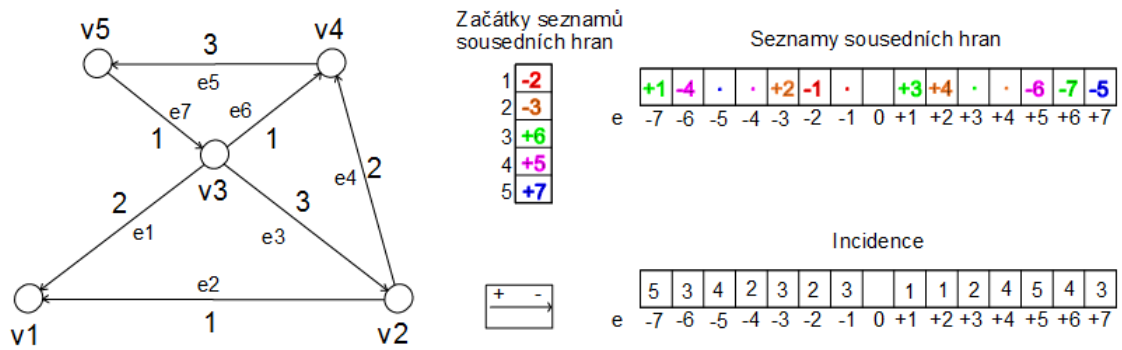 v5
v4
3
e5
e7
e6
1
1
v3
e4
2
2
3
e1
e3
e2
v1
1
v2
Začátky seznamů
sousedních hran
1 -2
2 -3
3 +6
4 +5
5 +7
+ -
Seznamy sousedních hran
+1 -4 · · +2 -1 · +3 +4 · · -6 -7 -5
e -7 -6 -5 -4 -3 -2 -1 0 +1 +2 +3 +4 +5 +6 +7
Incidence
5 3 4 2 3 2 3 1 1 2 4 5 4 3
e -7 -6 -5 -4 -3 -2 -1 0 +1 +2 +3 +4 +5 +6 +7